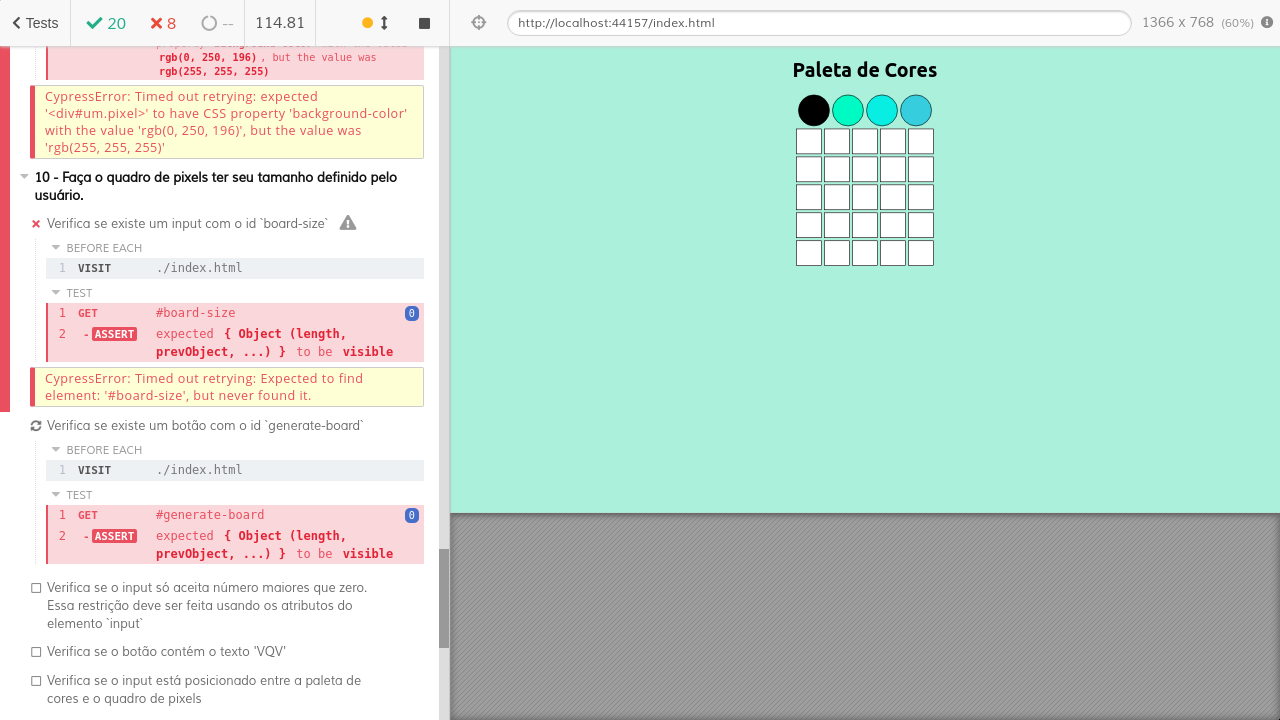 Tests 20 8 -- 114.81 http://localhost:44157/index.html 1366 x 768 (60%)
rgb(0, 250, 196) , but the value was
rgb(255, 255, 255)
CypressError: Timed out retrying: expected
'<div#um.pixel>' to have CSS property 'background-color'
with the value 'rgb(0, 250, 196)', but the value was
'rgb(255, 255, 255)'
10 - Faça o quadro de pixels ter seu tamanho definido pelo
usuário.
Verifica se existe um input com o id `board-size`
BEFORE EACH
1 VISIT ./index.html
TEST
1 GET #board-size 0
2 - ASSERT expected { Object (length,
prevObject, ...) } to be visible
CypressError: Timed out retrying: Expected to find
element: '#board-size', but never found it.
Verifica se existe um botão com o id `generate-board`
BEFORE EACH
1 VISIT ./index.html
TEST
1 GET #generate-board 0
2 - ASSERT expected { Object (length,
prevObject, ...) } to be visible
Verifica se o input só aceita número maiores que zero.
Essa restrição deve ser feita usando os atributos do
elemento `input`
Verifica se o botão contém o texto 'VQV'
Verifica se o input está posicionado entre a paleta de
cores e o quadro de pixels
Paleta de Cores